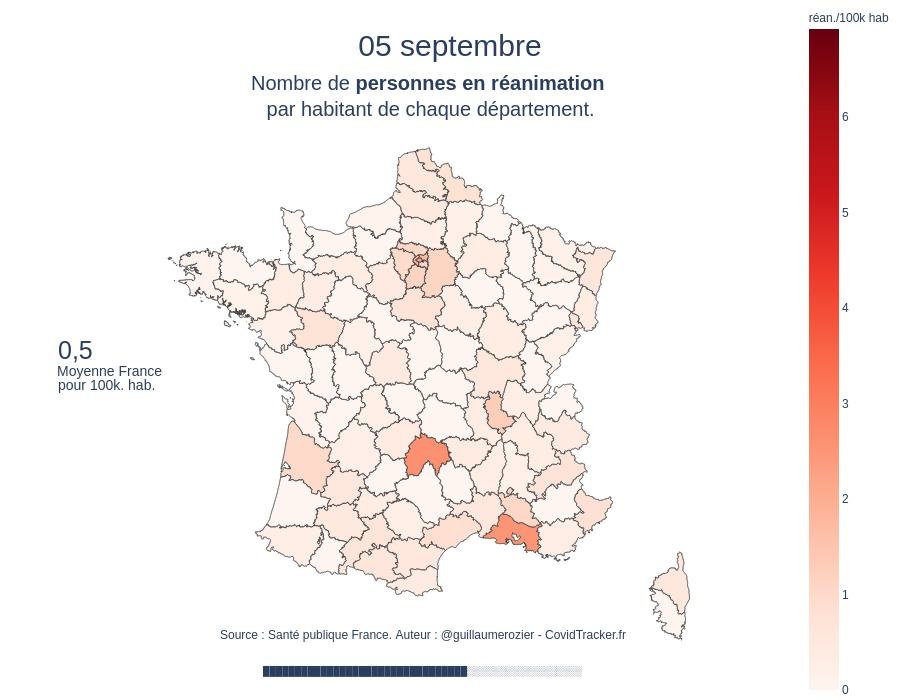 réan./100k hab
05 septembre
Nombre de personnes en réanimation
par habitant de chaque département.
6
5
4
3
2
1
0
0,5
Moyenne France
pour 100k. hab.
Source : Santé publique France. Auteur : @guillaumerozier - CovidTracker.fr